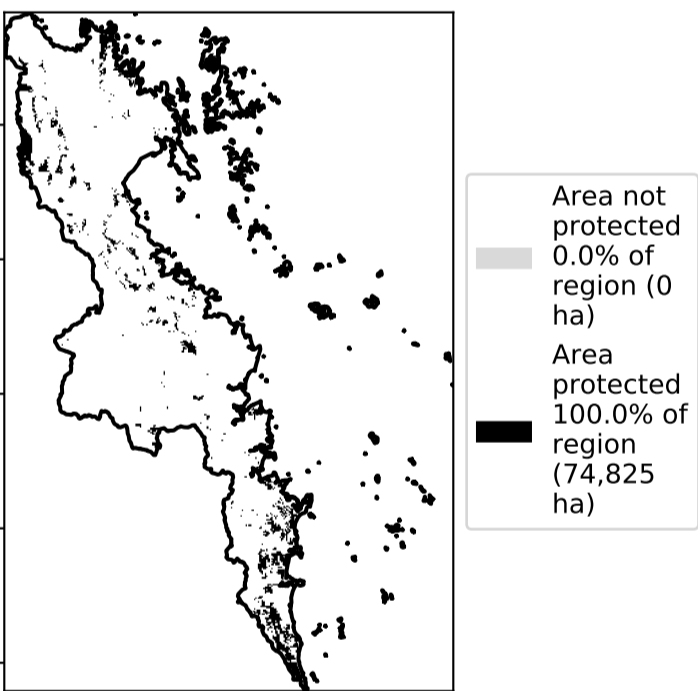 Area not
protected
0.0% of
region (0
ha)
Area
protected
100.0% of
region
(74,825
ha)